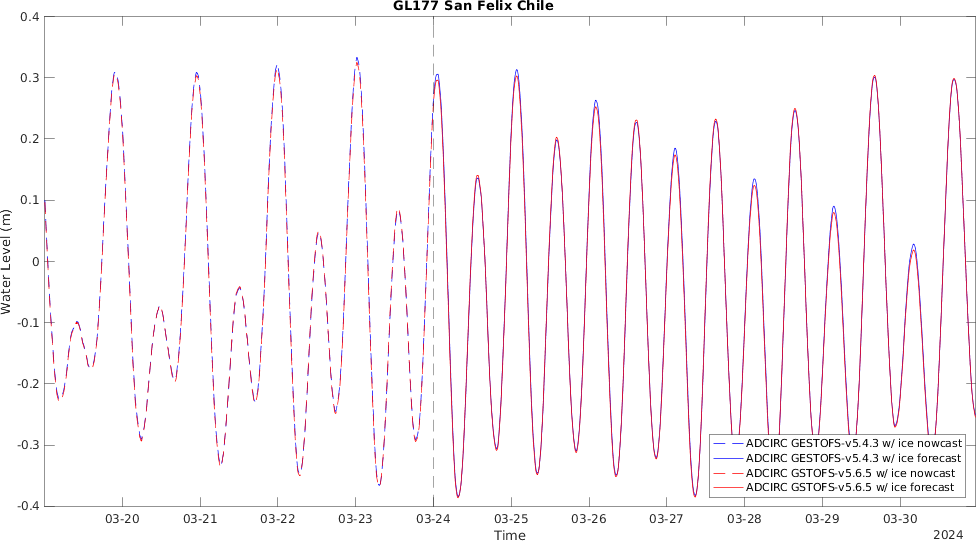 GL177 San Felix Chile
0.4
0.3
0.2
0.1
0
-0.1
-0.2
-0.3
-0.4
Water Level (m)
ADCIRC GESTOFS-v5.4.3 w/ ice nowcast
ADCIRC GESTOFS-v5.4.3 w/ ice forecast
ADCIRC GSTOFS-v5.6.5 w/ ice nowcast
ADCIRC GSTOFS-v5.6.5 w/ ice forecast
03-20 03-21 03-22 03-23 03-24 03-25 03-26 03-27 03-28 03-29 03-30
Time
2024